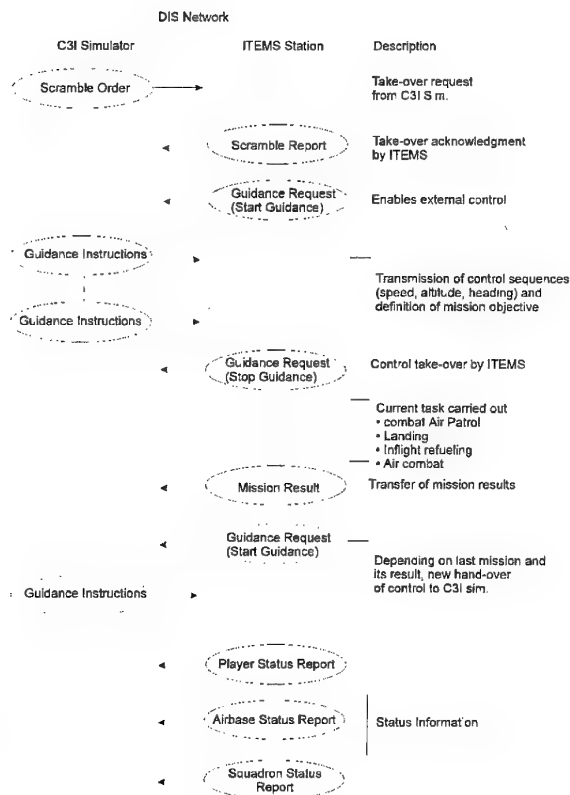 DIS Network
C3I Simulator
ITEMS Station
Description
Scramble Order
Take-over request
from C3I Sim.
Scramble Report
Take-over acknowledgment
by ITEMS
Guidance Request
(Start Guidance)
Enables external control
Guidance Instructions
Transmission of control sequences
(speed, altitude, heading) and
definition of mission objective
Guidance Instructions
Guidance Request
(Stop Guidance)
Control take-over by ITEMS
Current task carried out
• combat Air Patrol
• Landing
• Inflight refueling
• Air combat
Mission Result
Transfer of mission results
Guidance Request
(Start Guidance)
Depending on last mission and
its result, new hand-over
of control to C3I sim.
Guidance Instructions
Player Status Report
Airbase Status Report
Status Information
Squadron Status
Report